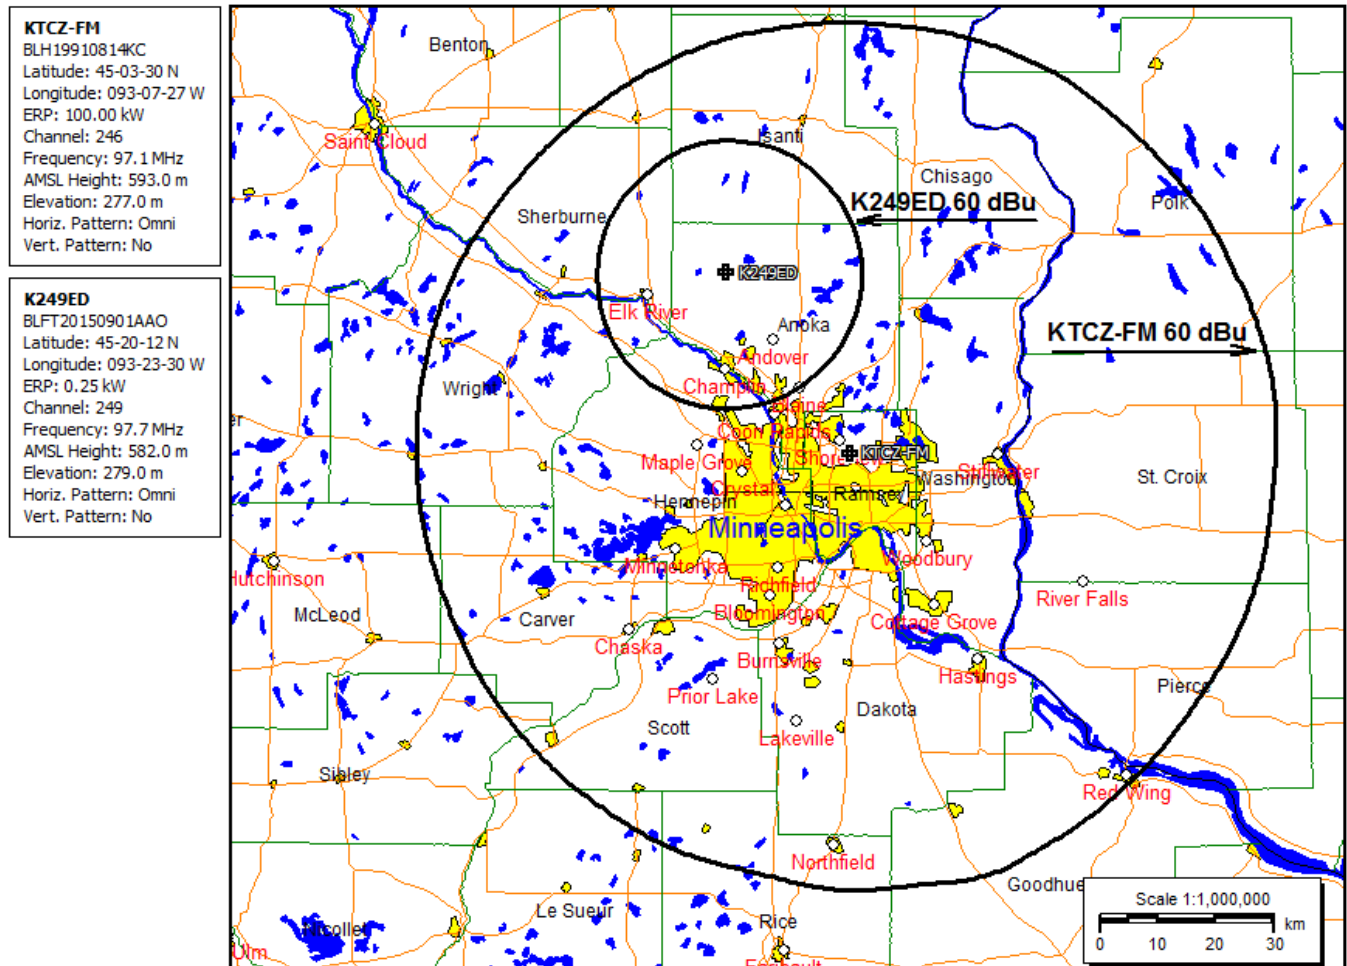 KTCZ-FM
BLH19910814KC
Latitude: 45-03-30 N
Longitude: 093-07-27 W
ERP: 100.00 kW
Channel: 246
Frequency: 97.1 MHz
AMSL Height: 593.0 m
Elevation: 277.0 m
Horiz. Pattern: Omni
Vert. Pattern: No
K249ED
BLFT20150901AAO
Latitude: 45-20-12 N
Longitude: 093-23-30 W
ERP: 0.25 kW
Channel: 249
Frequency: 97.7 MHz
AMSL Height: 582.0 m
Elevation: 279.0 m
Horiz. Pattern: Omni
Vert. Pattern: No
Benton
Saint Cloud
Isanti
Chisago
K249ED 60 dBu
Polk
Sherburne
K249ED
Elk River
Anoka
KTCZ-FM 60 dBu
Andover
Champlin
Wright
Blaine
er
Coon Rapids
KTCZ-FM
Maple Grove
Stillwater
St. Croix
Washington
Crystal
Ramsey
Hennepin
Minneapolis
Woodbury
Minnetonka
Hutchinson
Richfield
River Falls
McLeod
Bloomington
Carver
Cottage Grove
Chaska
Burnsville
Hastings
Prior Lake
Pierce
Dakota
Scott
Lakeville
Sibley
Red Wing
Northfield
Goodhue
Scale 1:1,000,000
km
0 10 20 30
Le Sueur
Rice
Nicollet
Ulm